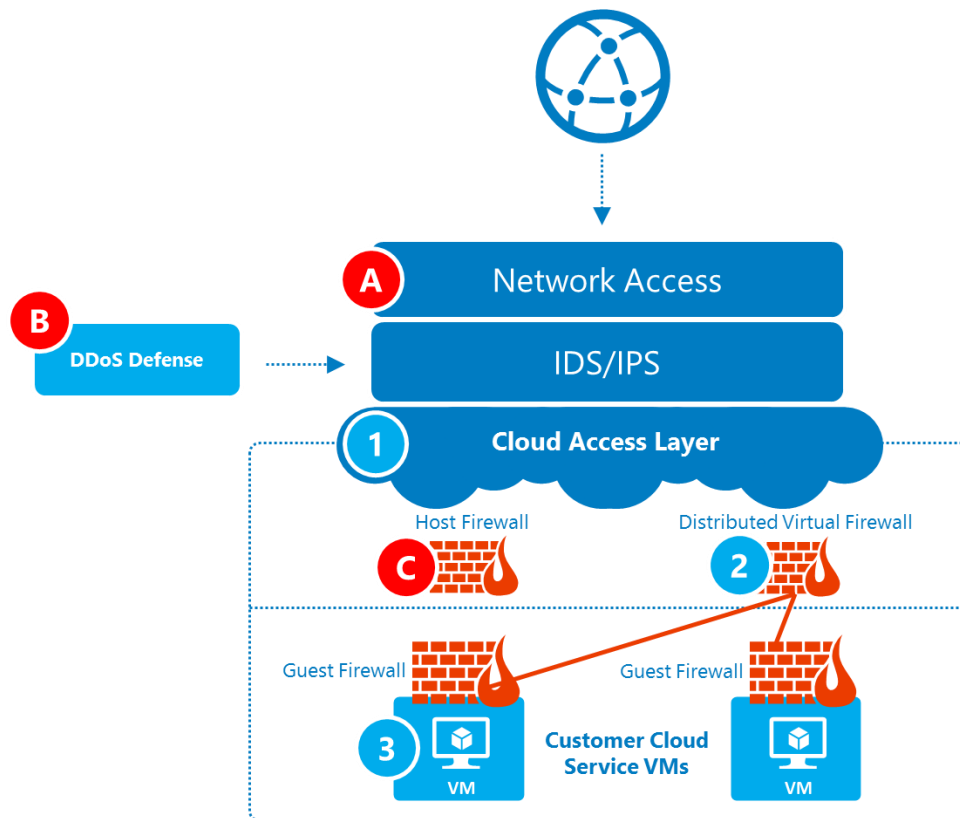 A
Network Access
B
DDoS Defense
IDS/IPS
1
Cloud Access Layer
Host Firewall
Distributed Virtual Firewall
C
2
Guest Firewall
Guest Firewall
3
Customer Cloud
Service VMs
VM
VM